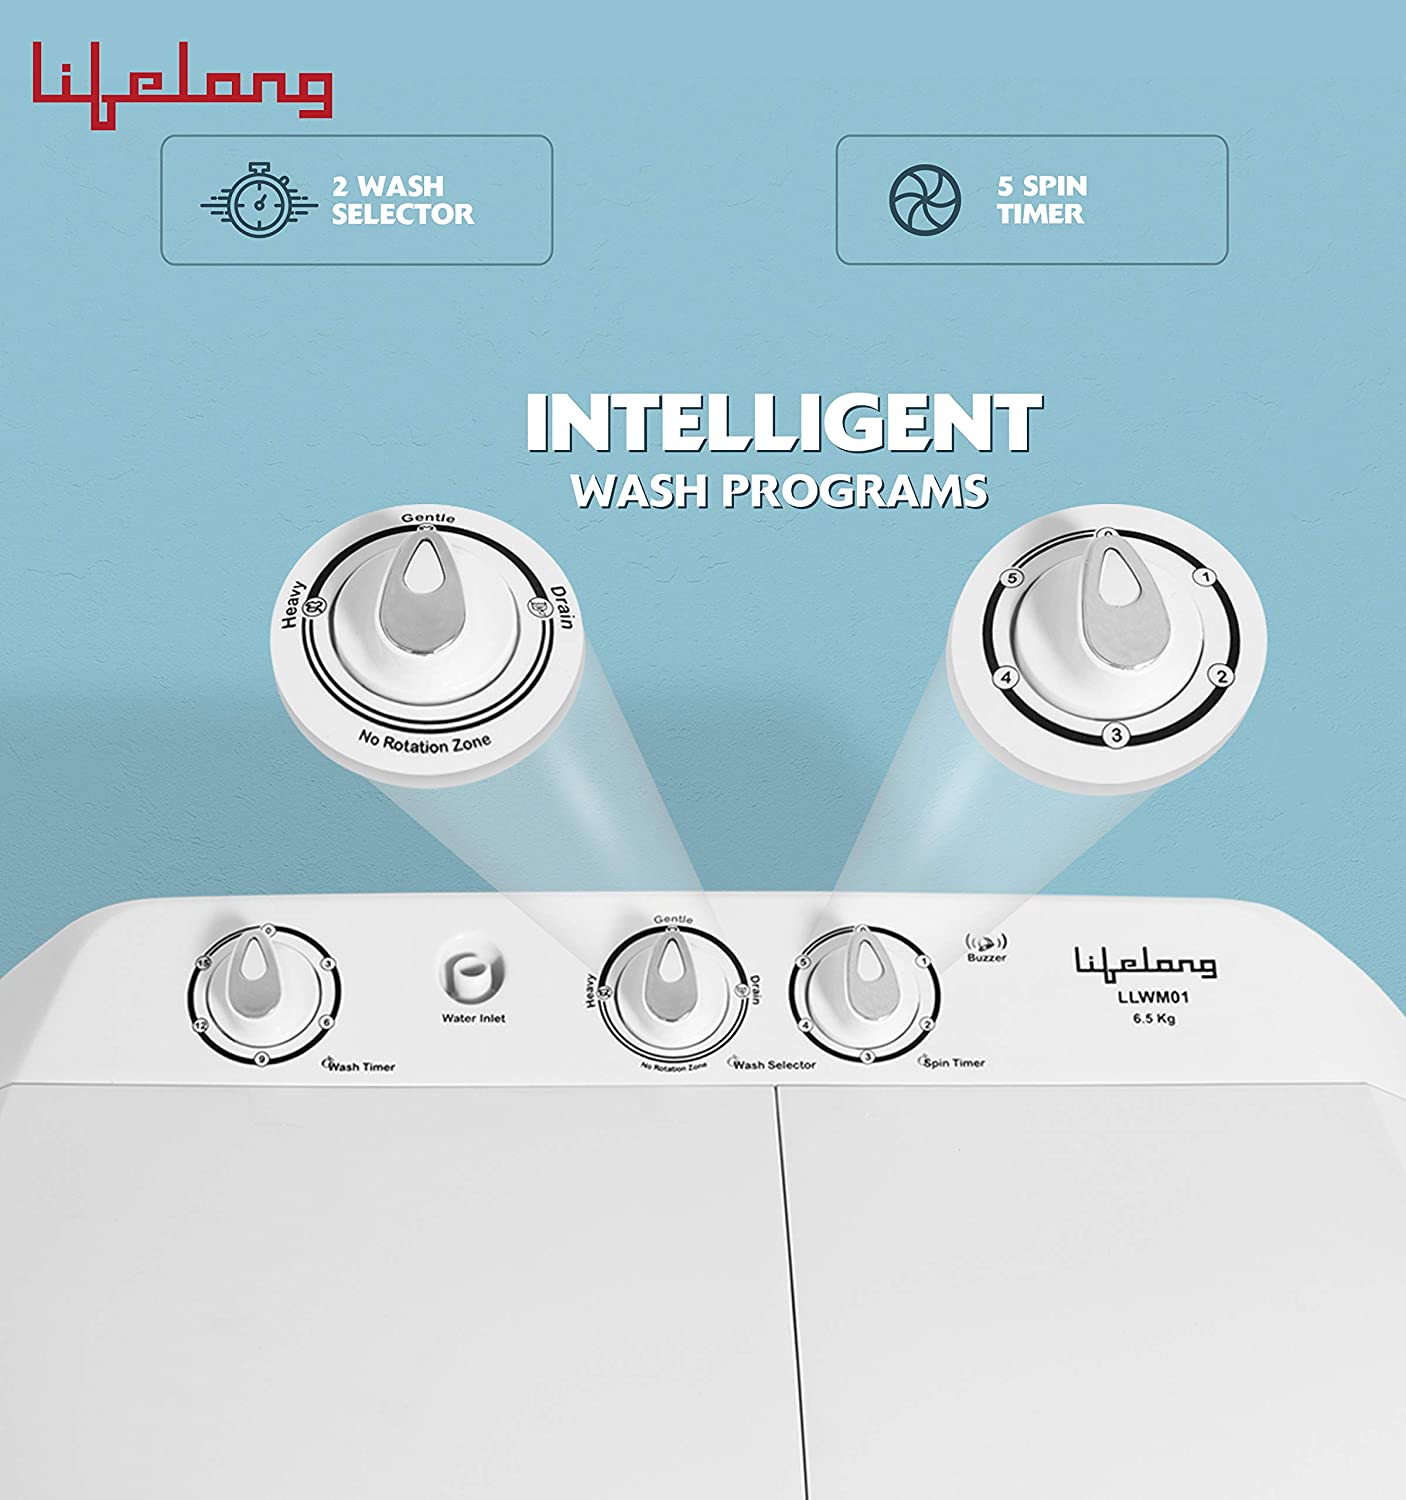 Lifelong
2 WASH
SELECTOR
5 SPIN
TIMER
INTELLIGENT
WASH PROGRAMS
Gentle
Heavy
Drain
No Rotation Zone
0
1
2
3
4
5
0
3
6
9
12
15
Wash Timer
Water Inlet
Gentle
Heavy
Drain
No Rotation Zone
Wash Selector
0
1
2
3
4
5
Spin Timer
Buzzer
Lifelong
LLWM01
6.5 Kg